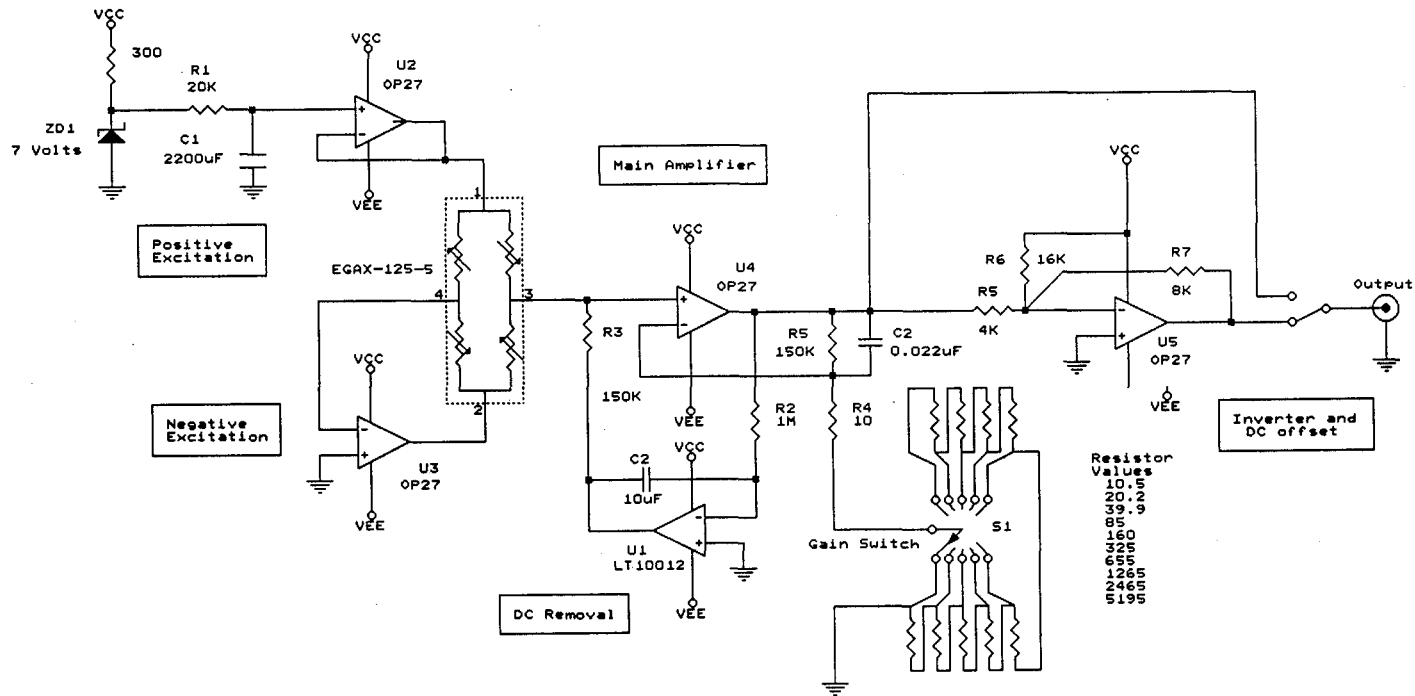 VCC
300
R1
20K
ZD1
7 Volts
C1
2200uF
VCC
U2
OP27
VEE
Positive
Excitation
Main Amplifier
1
EGAX-125-5
4
3
2
Negative
Excitation
VCC
U3
OP27
VEE
VCC
U4
OP27
VEE
R3
150K
R5
150K
C2
0.022uF
R2
1M
R4
10
C2
10uF
VCC
U1
LT10012
VEE
DC Removal
Gain Switch
S1
VCC
R6
16K
R7
8K
R5
4K
U5
OP27
VEE
Output
Inverter and
DC offset
Resistor
Values
10.5
20.2
39.9
85
160
325
655
1265
2465
5195